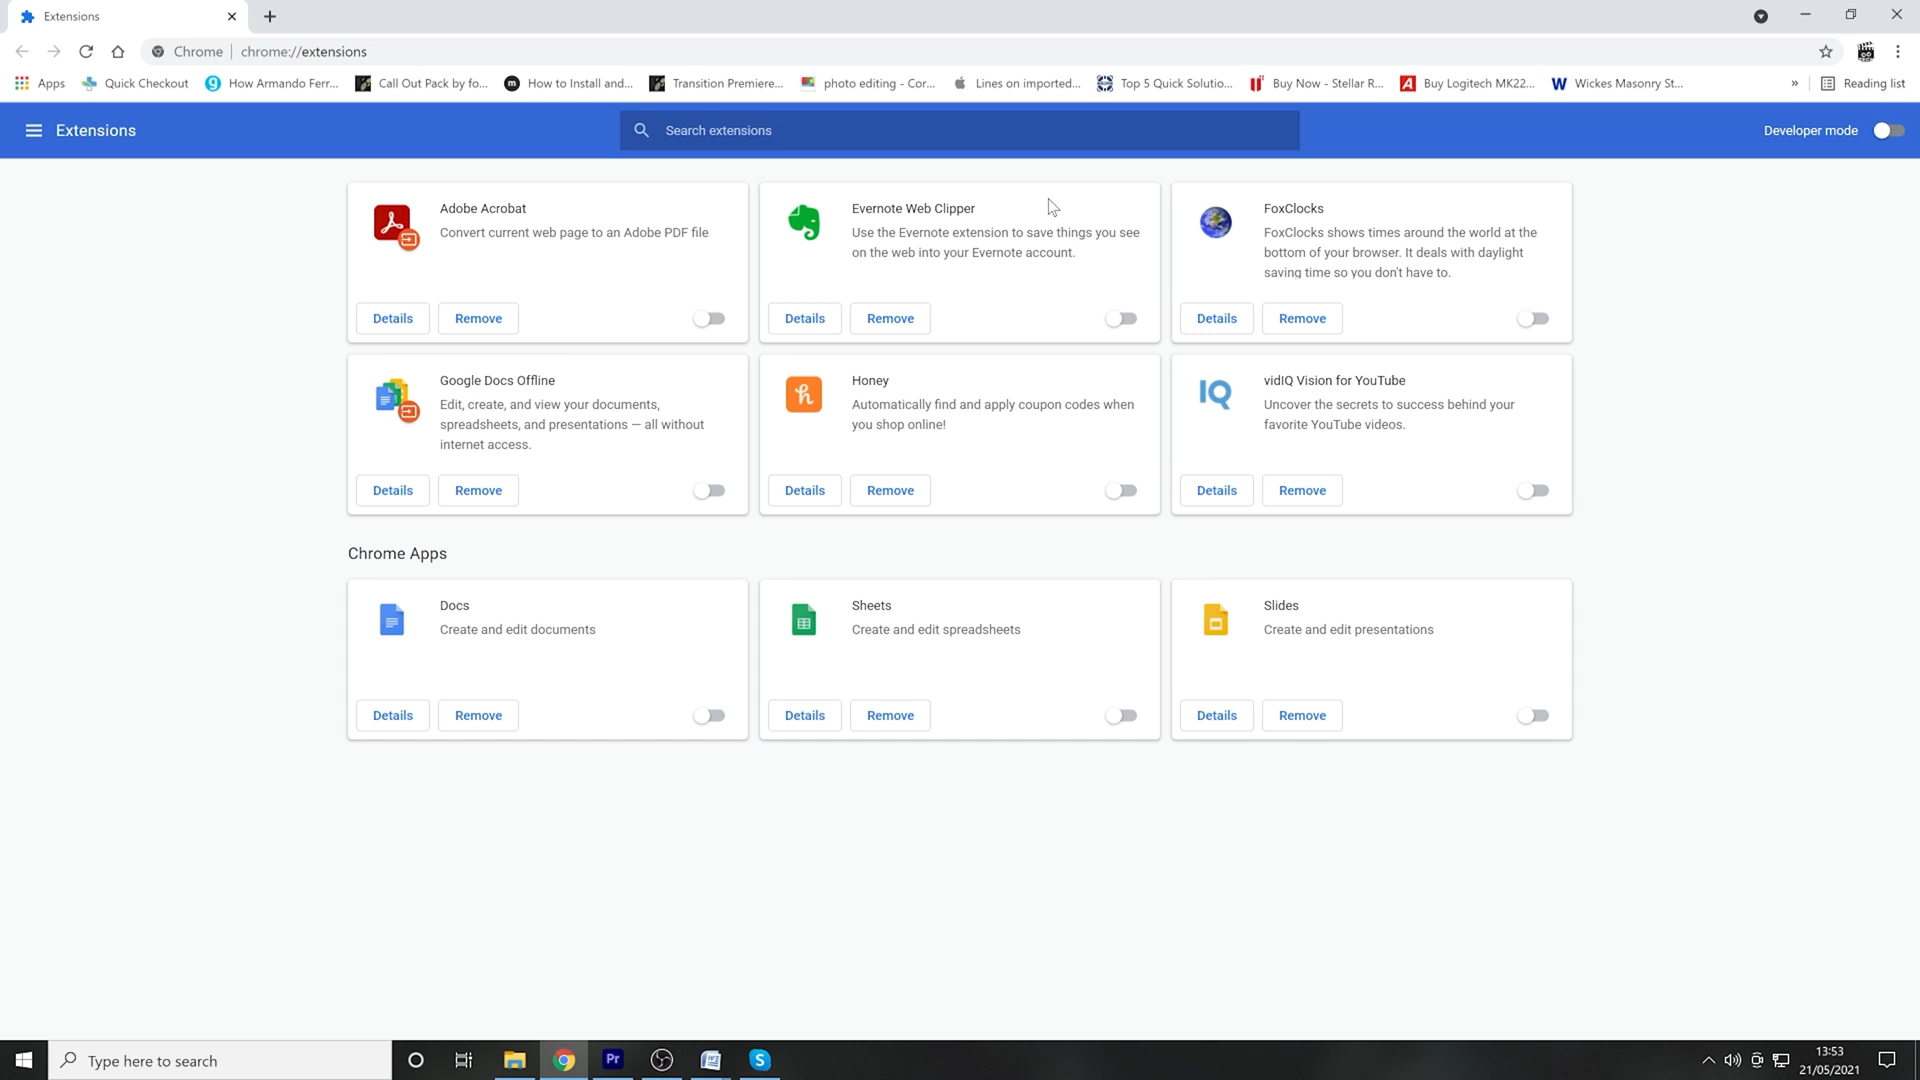 Extensions
Chrome | chrome://extensions
Apps Quick Checkout How Armando Ferr... Call Out Pack by fo... How to Install and... Transition Premiere... photo editing - Cor... Lines on imported... Top 5 Quick Solutio... Buy Now - Stellar R... Buy Logitech MK22... Wickes Masonry St... » Reading list
Extensions
Search extensions
Developer mode
Adobe Acrobat
Convert current web page to an Adobe PDF file
Details Remove
Evernote Web Clipper
Use the Evernote extension to save things you see
on the web into your Evernote account.
Details Remove
FoxClocks
FoxClocks shows times around the world at the
bottom of your browser. It deals with daylight
saving time so you don't have to.
Details Remove
Google Docs Offline
Edit, create, and view your documents,
spreadsheets, and presentations — all without
internet access.
Details Remove
Honey
Automatically find and apply coupon codes when
you shop online!
Details Remove
IQ
vidIQ Vision for YouTube
Uncover the secrets to success behind your
favorite YouTube videos.
Details Remove
Chrome Apps
Docs
Create and edit documents
Details Remove
Sheets
Create and edit spreadsheets
Details Remove
Slides
Create and edit presentations
Details Remove
Type here to search
Pr
13:53
21/05/2021